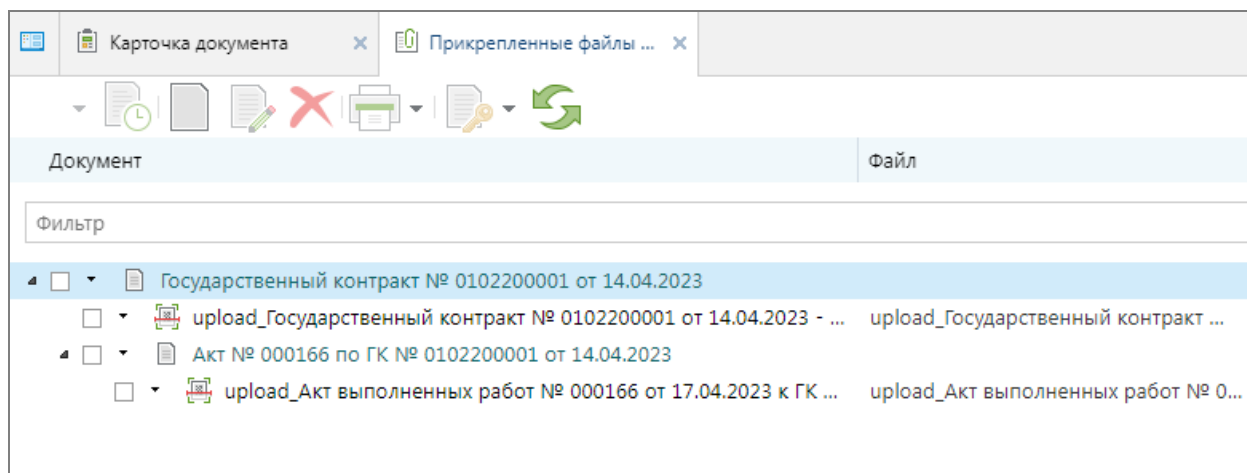 Карточка документа
Прикрепленные файлы ...
Документ Файл
Фильтр
Государственный контракт № 0102200001 от 14.04.2023
upload_Государственный контракт № 0102200001 от 14.04.2023 - ... upload_Государственный контракт ...
Акт № 000166 по ГК № 0102200001 от 14.04.2023
upload_Акт выполненных работ № 000166 от 17.04.2023 к ГК ... upload_Акт выполненных работ № 0...